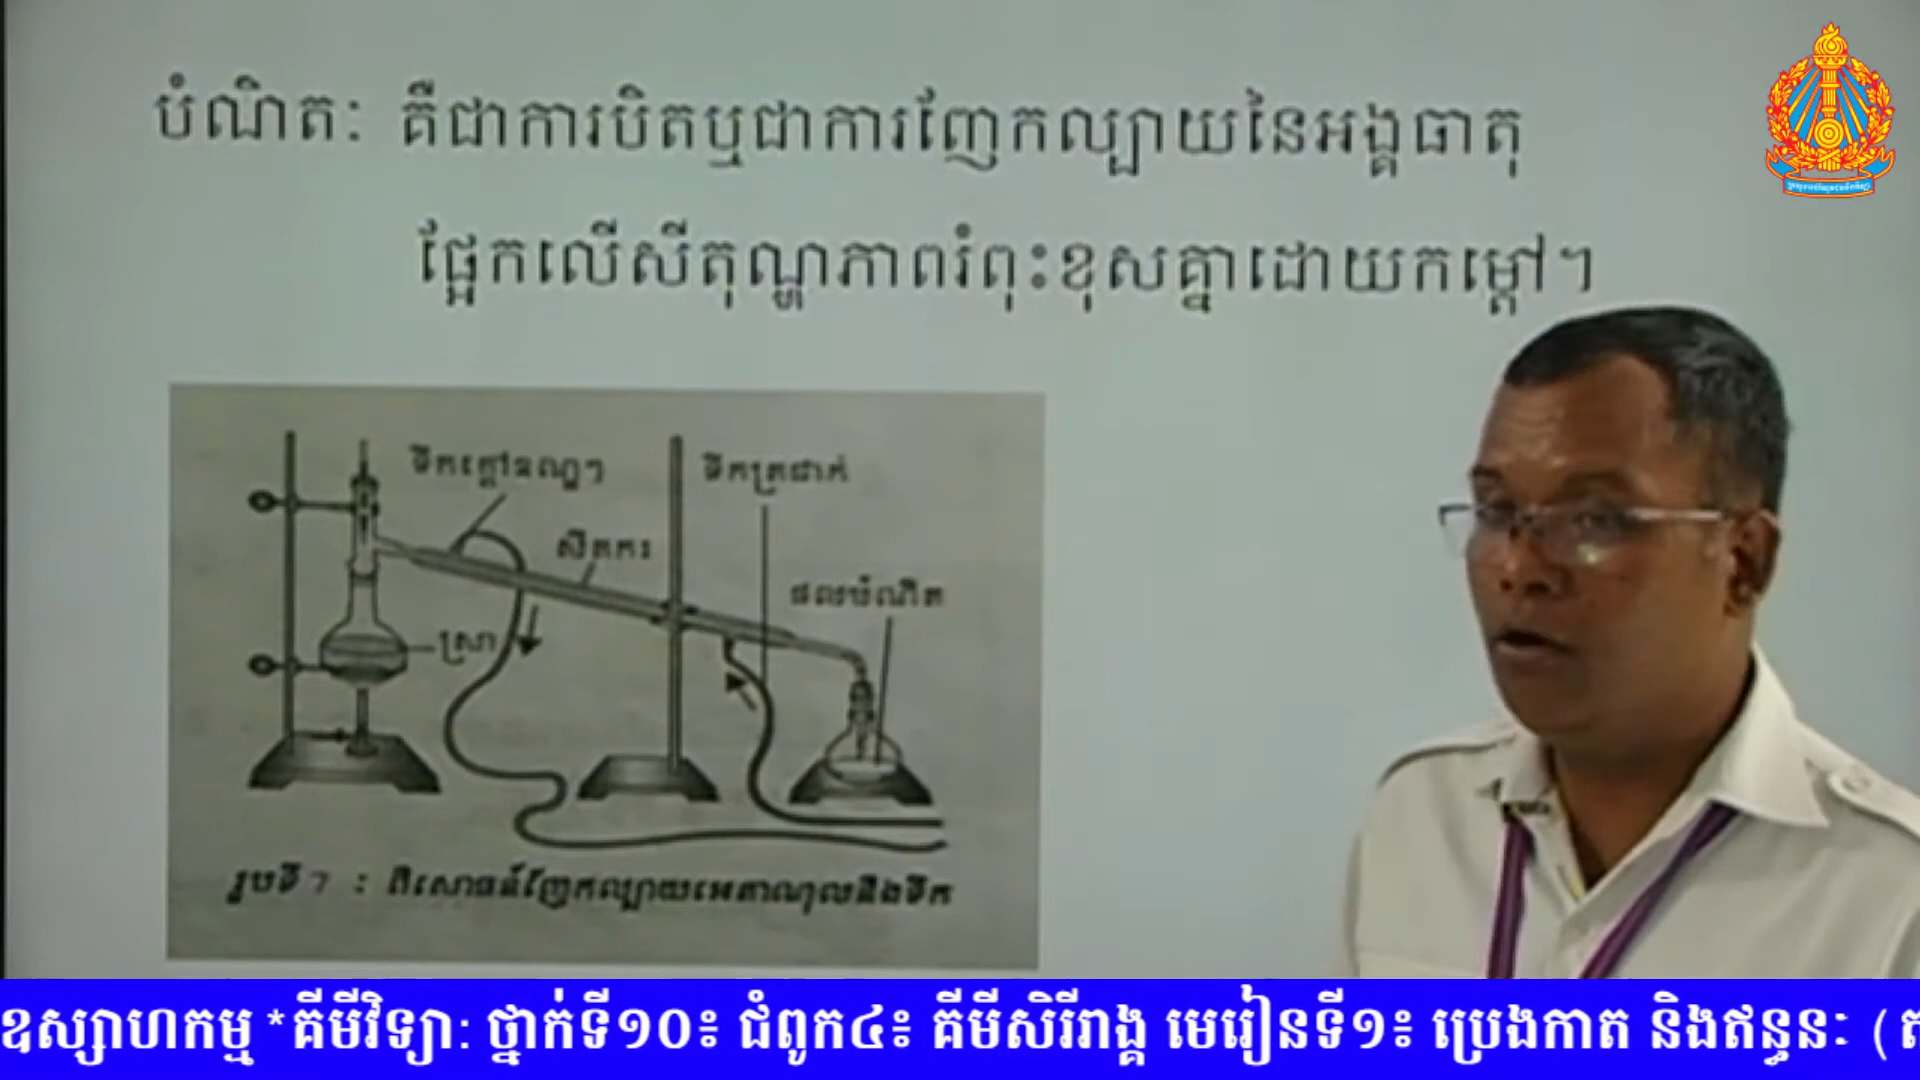 បំណិតៈ គឺជាការបិតឬជាការញែកល្បាយនៃអង្គធាតុ
ផ្អែកលើសីតុណ្ហភាពរំពុះខុសគ្នាដោយកម្ដៅ។
ទឹកក្ដៅឧណ្ហៗ
ទឹកត្រជាក់
សីតករ
ផលបំណិត
ស្រា
រូបទី 7 : ពិសោធន៍ញែកល្បាយអេតាណុលនិងទឹក
ឧស្សាហកម្ម *គីមីវិទ្យា: ថ្នាក់ទី១០៖ ជំពូក៤៖ គីមីសិរីរាង្គ មេរៀនទី១៖ ប្រេងកាត និងឥន្ធនៈ (ត